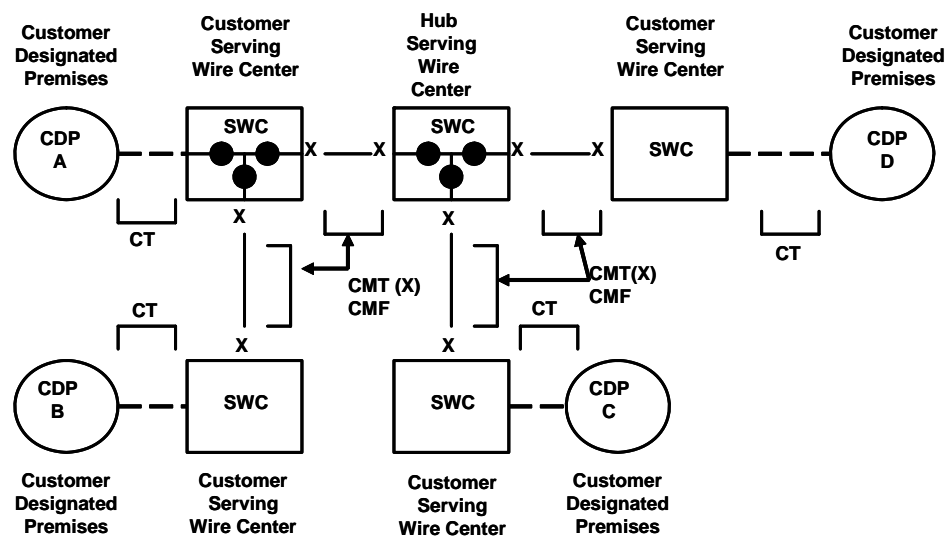 Customer
Designated
Premises
Customer
Serving
Wire Center
Hub
Serving
Wire
Center
Customer
Serving
Wire Center
Customer
Designated
Premises
CDP
A
SWC
X
X
SWC
X
X
SWC
CDP
D
CT
X
X
CT
CMT (X)
CMF
CMT(X)
CMF
CT
CT
X
X
CDP
B
SWC
SWC
CDP
C
Customer
Designated
Premises
Customer
Serving
Wire Center
Customer
Serving
Wire Center
Customer
Designated
Premises